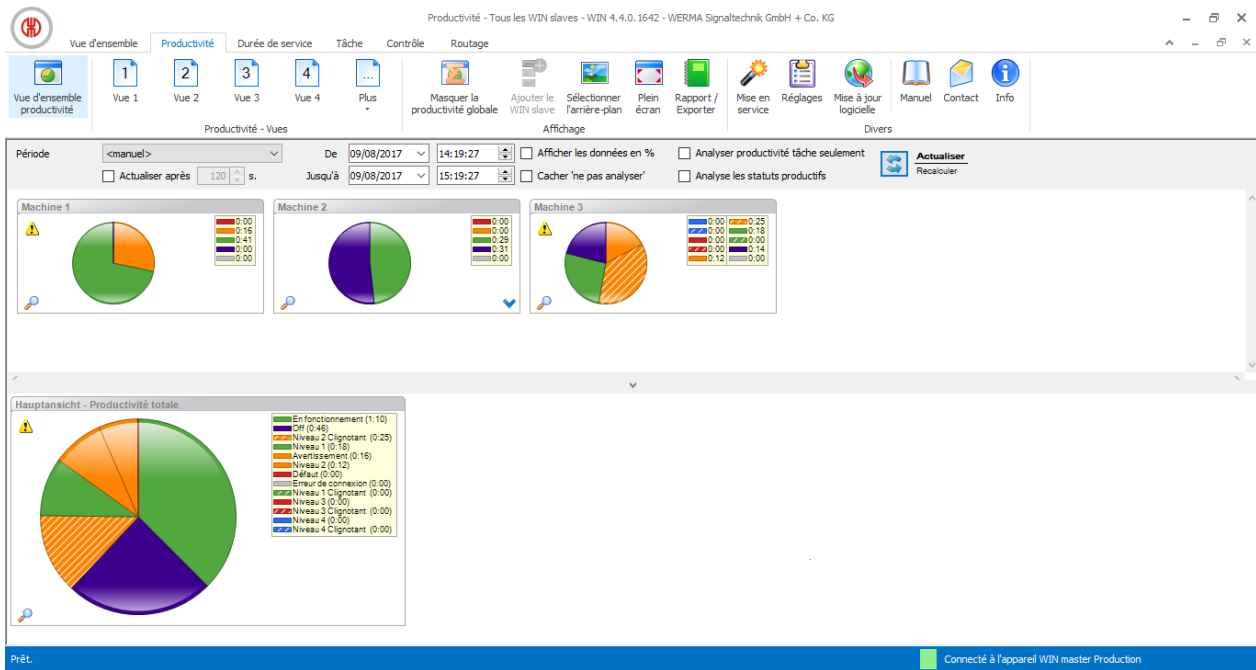 Productivité - Tous les WIN slaves - WIN 4.4.0.1642 - WERMA Signaltechnik GmbH + Co. KG
Vue d'ensemble Productivité Durée de service Tâche Contrôle Routage
Vue d'ensemble productivité
1 Vue 1
2 Vue 2
3 Vue 3
4 Vue 4
... Plus
Masquer la productivité globale
Ajouter le WIN slave
Sélectionner l'arrière-plan
Plein écran
Rapport / Exporter
Mise en service
Réglages
Mise à jour logicielle
Manuel
Contact
Info
Productivité - Vues Affichage Divers
Période <manuel> De 09/08/2017 14:19:27 Afficher les données en % Analyser productivité tâche seulement Actualiser
Actualiser après 120 s. Jusqu'à 09/08/2017 15:19:27 Cacher 'ne pas analyser' Analyse les statuts productifs Recalculer
Machine 1
0:00
0:16
0:41
0:00
0:00
Machine 2
0:00
0:00
0:29
0:31
0:00
Machine 3
0:00 0:25
0:00 0:18
0:00 0:00
0:00 0:14
0:12 0:00
Hauptansicht - Productivité totale
En fonctionnement (1:10)
Off (0:46)
Niveau 2 Clignotant (0:25)
Niveau 1 (0:18)
Avertissement (0:16)
Niveau 2 (0:12)
Défaut (0:00)
Erreur de connexion (0:00)
Niveau 1 Clignotant (0:00)
Niveau 3 (0:00)
Niveau 3 Clignotant (0:00)
Niveau 4 (0:00)
Niveau 4 Clignotant (0:00)
Prêt. Connecté à l'appareil WIN master Production